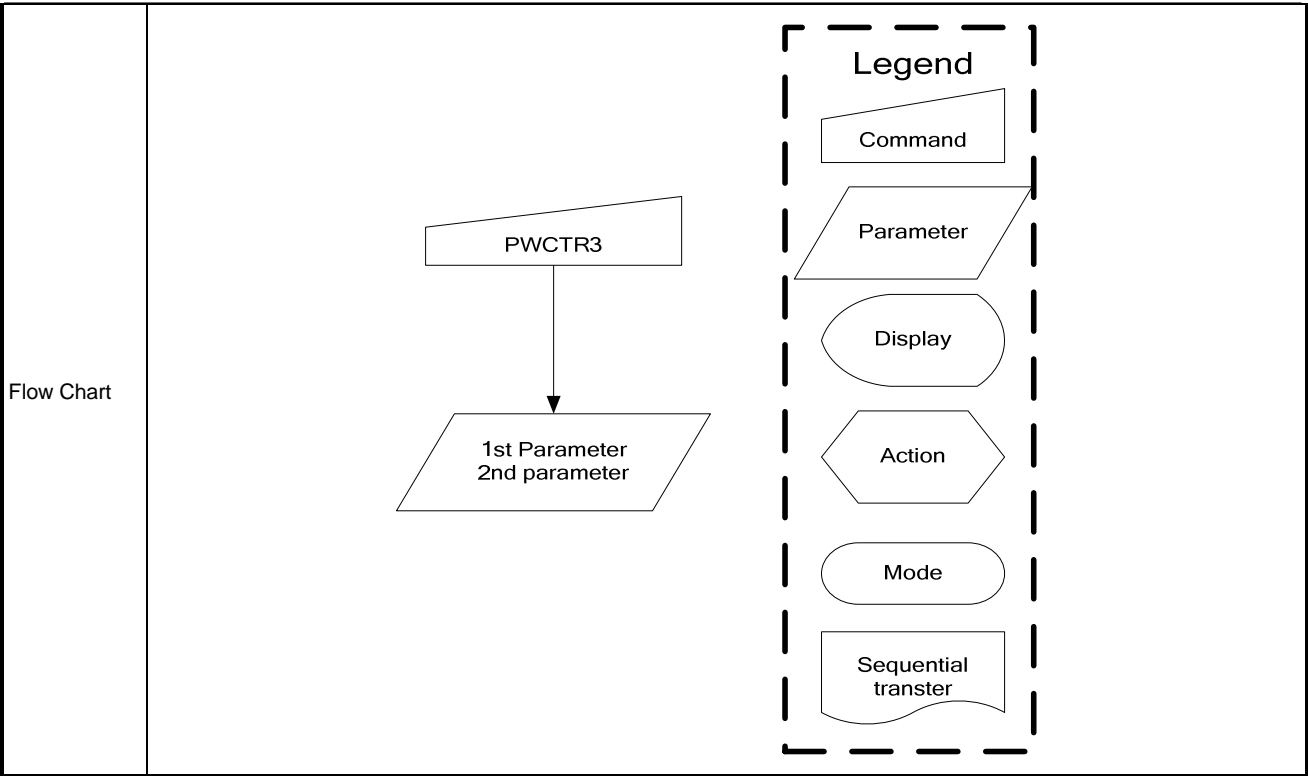 Flow Chart
PWCTR3
1st Parameter
2nd parameter
Legend
Command
Parameter
Display
Action
Mode
Sequential
transter